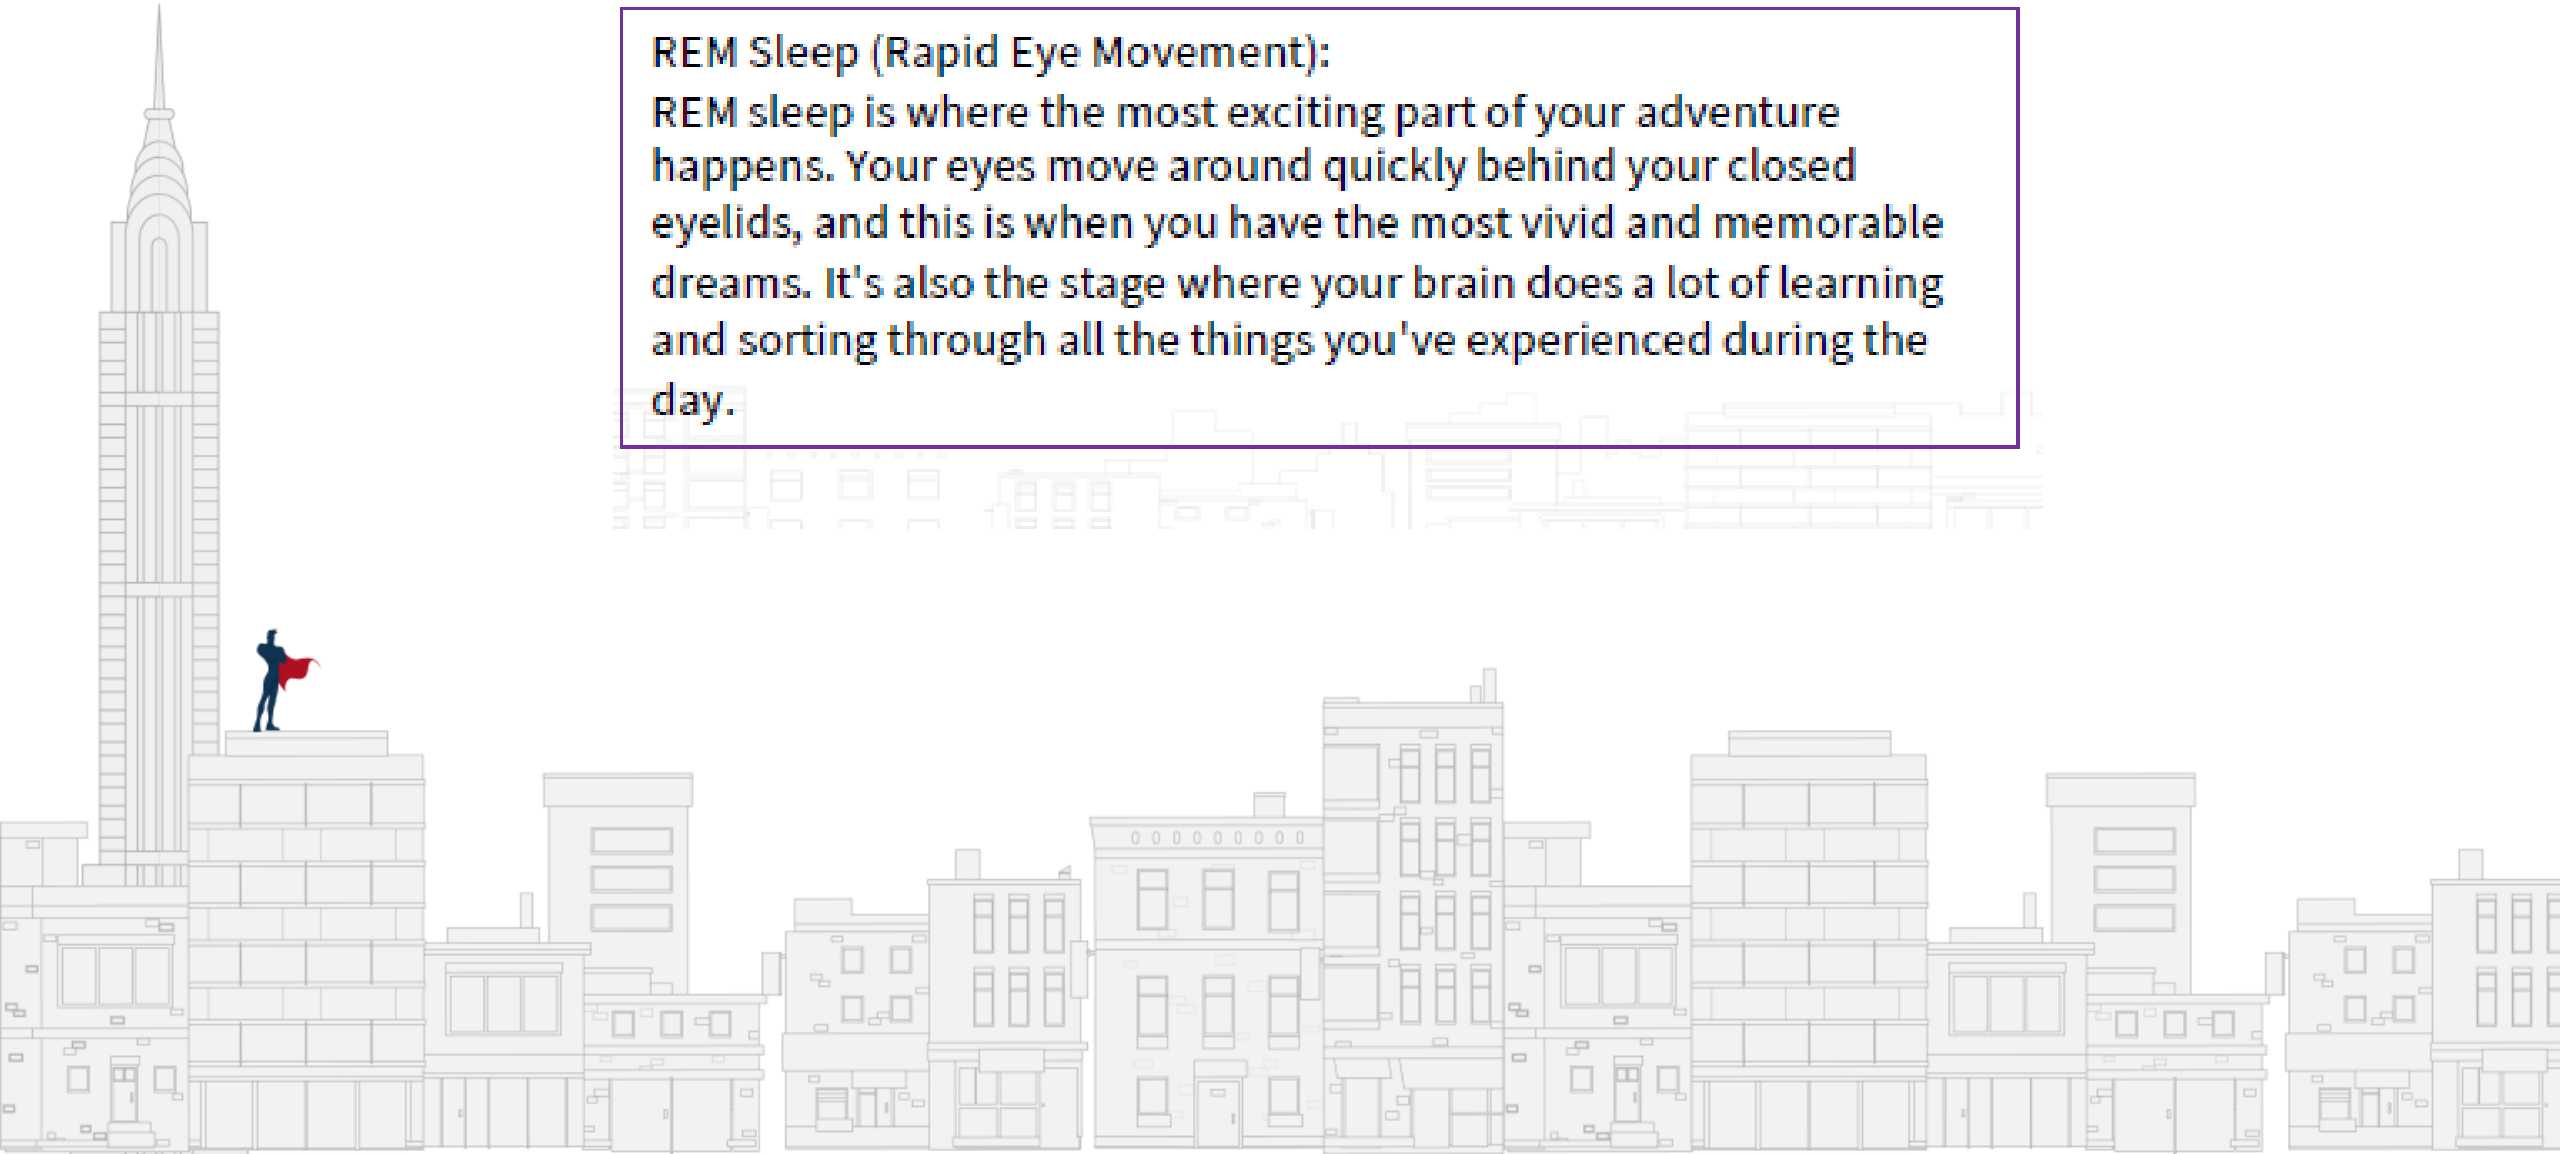 REM Sleep (Rapid Eye Movement):
REM sleep is where the most exciting part of your adventure
happens. Your eyes move around quickly behind your closed
eyelids, and this is when you have the most vivid and memorable
dreams. It's also the stage where your brain does a lot of learning
and sorting through all the things you've experienced during the
day.